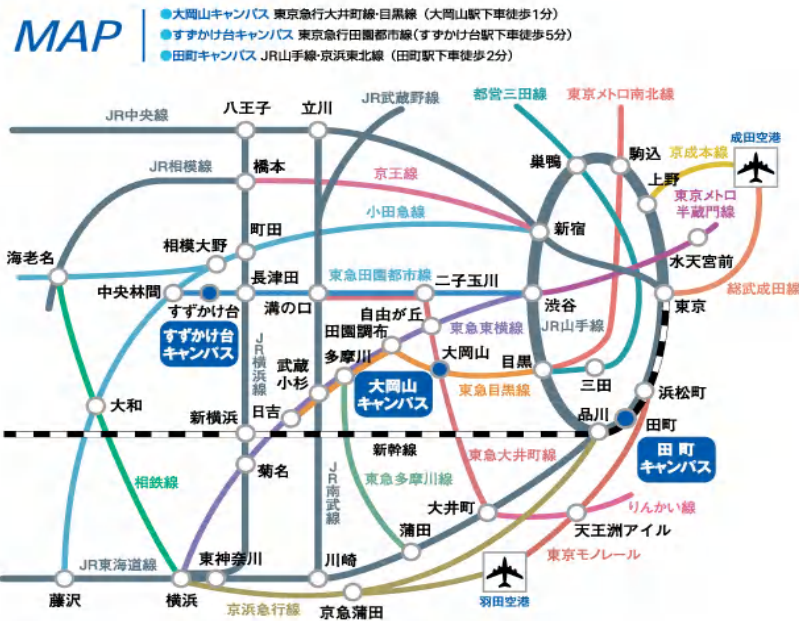 MAP
●大岡山キャンパス 東京急行大井町線・目黒線（大岡山駅下車徒歩1分）
●すずかけ台キャンパス 東京急行田園都市線（すずかけ台駅下車徒歩5分）
●田町キャンパス JR山手線・京浜東北線（田町駅下車徒歩2分）
JR中央線
八王子
立川
JR武蔵野線
都営三田線
東京メトロ南北線
JR相模線
橋本
京王線
巣鴨
駒込
上野
京成本線
成田空港
東京メトロ
半蔵門線
小田急線
町田
相模大野
新宿
海老名
水天宮前
中央林間
すずかけ台
長津田
東急田園都市線
溝の口
二子玉川
渋谷
東京
総武成田線
すずかけ台
キャンパス
自由が丘
田園調布
多摩川
東急東横線
JR山手線
JR横浜線
武蔵
小杉
大岡山
大岡山
キャンパス
東急目黒線
目黒
三田
浜松町
大和
新横浜
日吉
品川
田町
新幹線
田町
キャンパス
菊名
相鉄線
JR南武線
東急多摩川線
東急大井町線
大井町
りんかい線
天王洲アイル
蒲田
東京モノレール
JR東海道線
東神奈川
川崎
藤沢
横浜
京浜急行線
京急蒲田
羽田空港